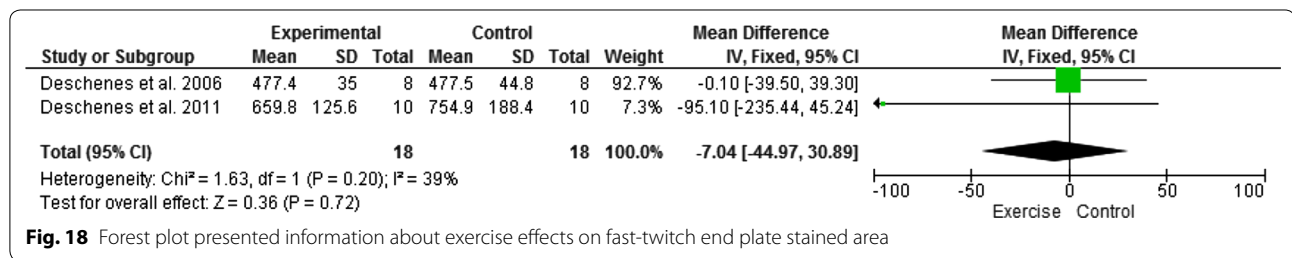 Experimental Control Mean Difference Mean Difference
Study or Subgroup Mean SD Total Mean SD Total Weight IV, Fixed, 95% CI IV, Fixed, 95% CI
Deschenes et al. 2006 477.4 35 8 477.5 44.8 8 92.7% -0.10 [-39.50, 39.30]
Deschenes et al. 2011 659.8 125.6 10 754.9 188.4 10 7.3% -95.10 [-235.44, 45.24]
Total (95% CI) 18 18 100.0% -7.04 [-44.97, 30.89]
Heterogeneity: Chi² = 1.63, df = 1 (P = 0.20); I² = 39%
Test for overall effect: Z = 0.36 (P = 0.72)
-100 -50 0 50 100
Exercise Control
Fig. 18 Forest plot presented information about exercise effects on fast-twitch end plate stained area